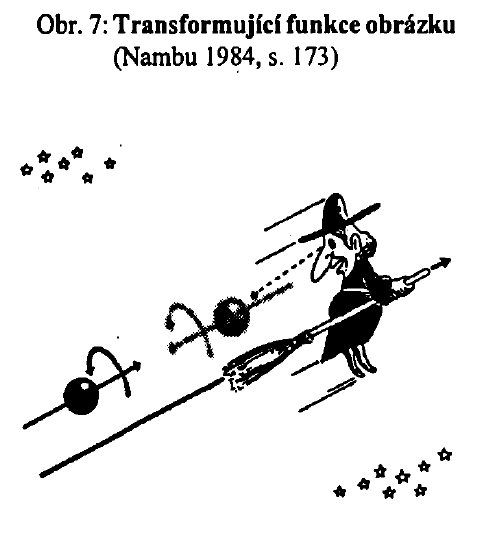 Obr. 7: Transformující funkce obrázku
(Nambu 1984, s. 173)